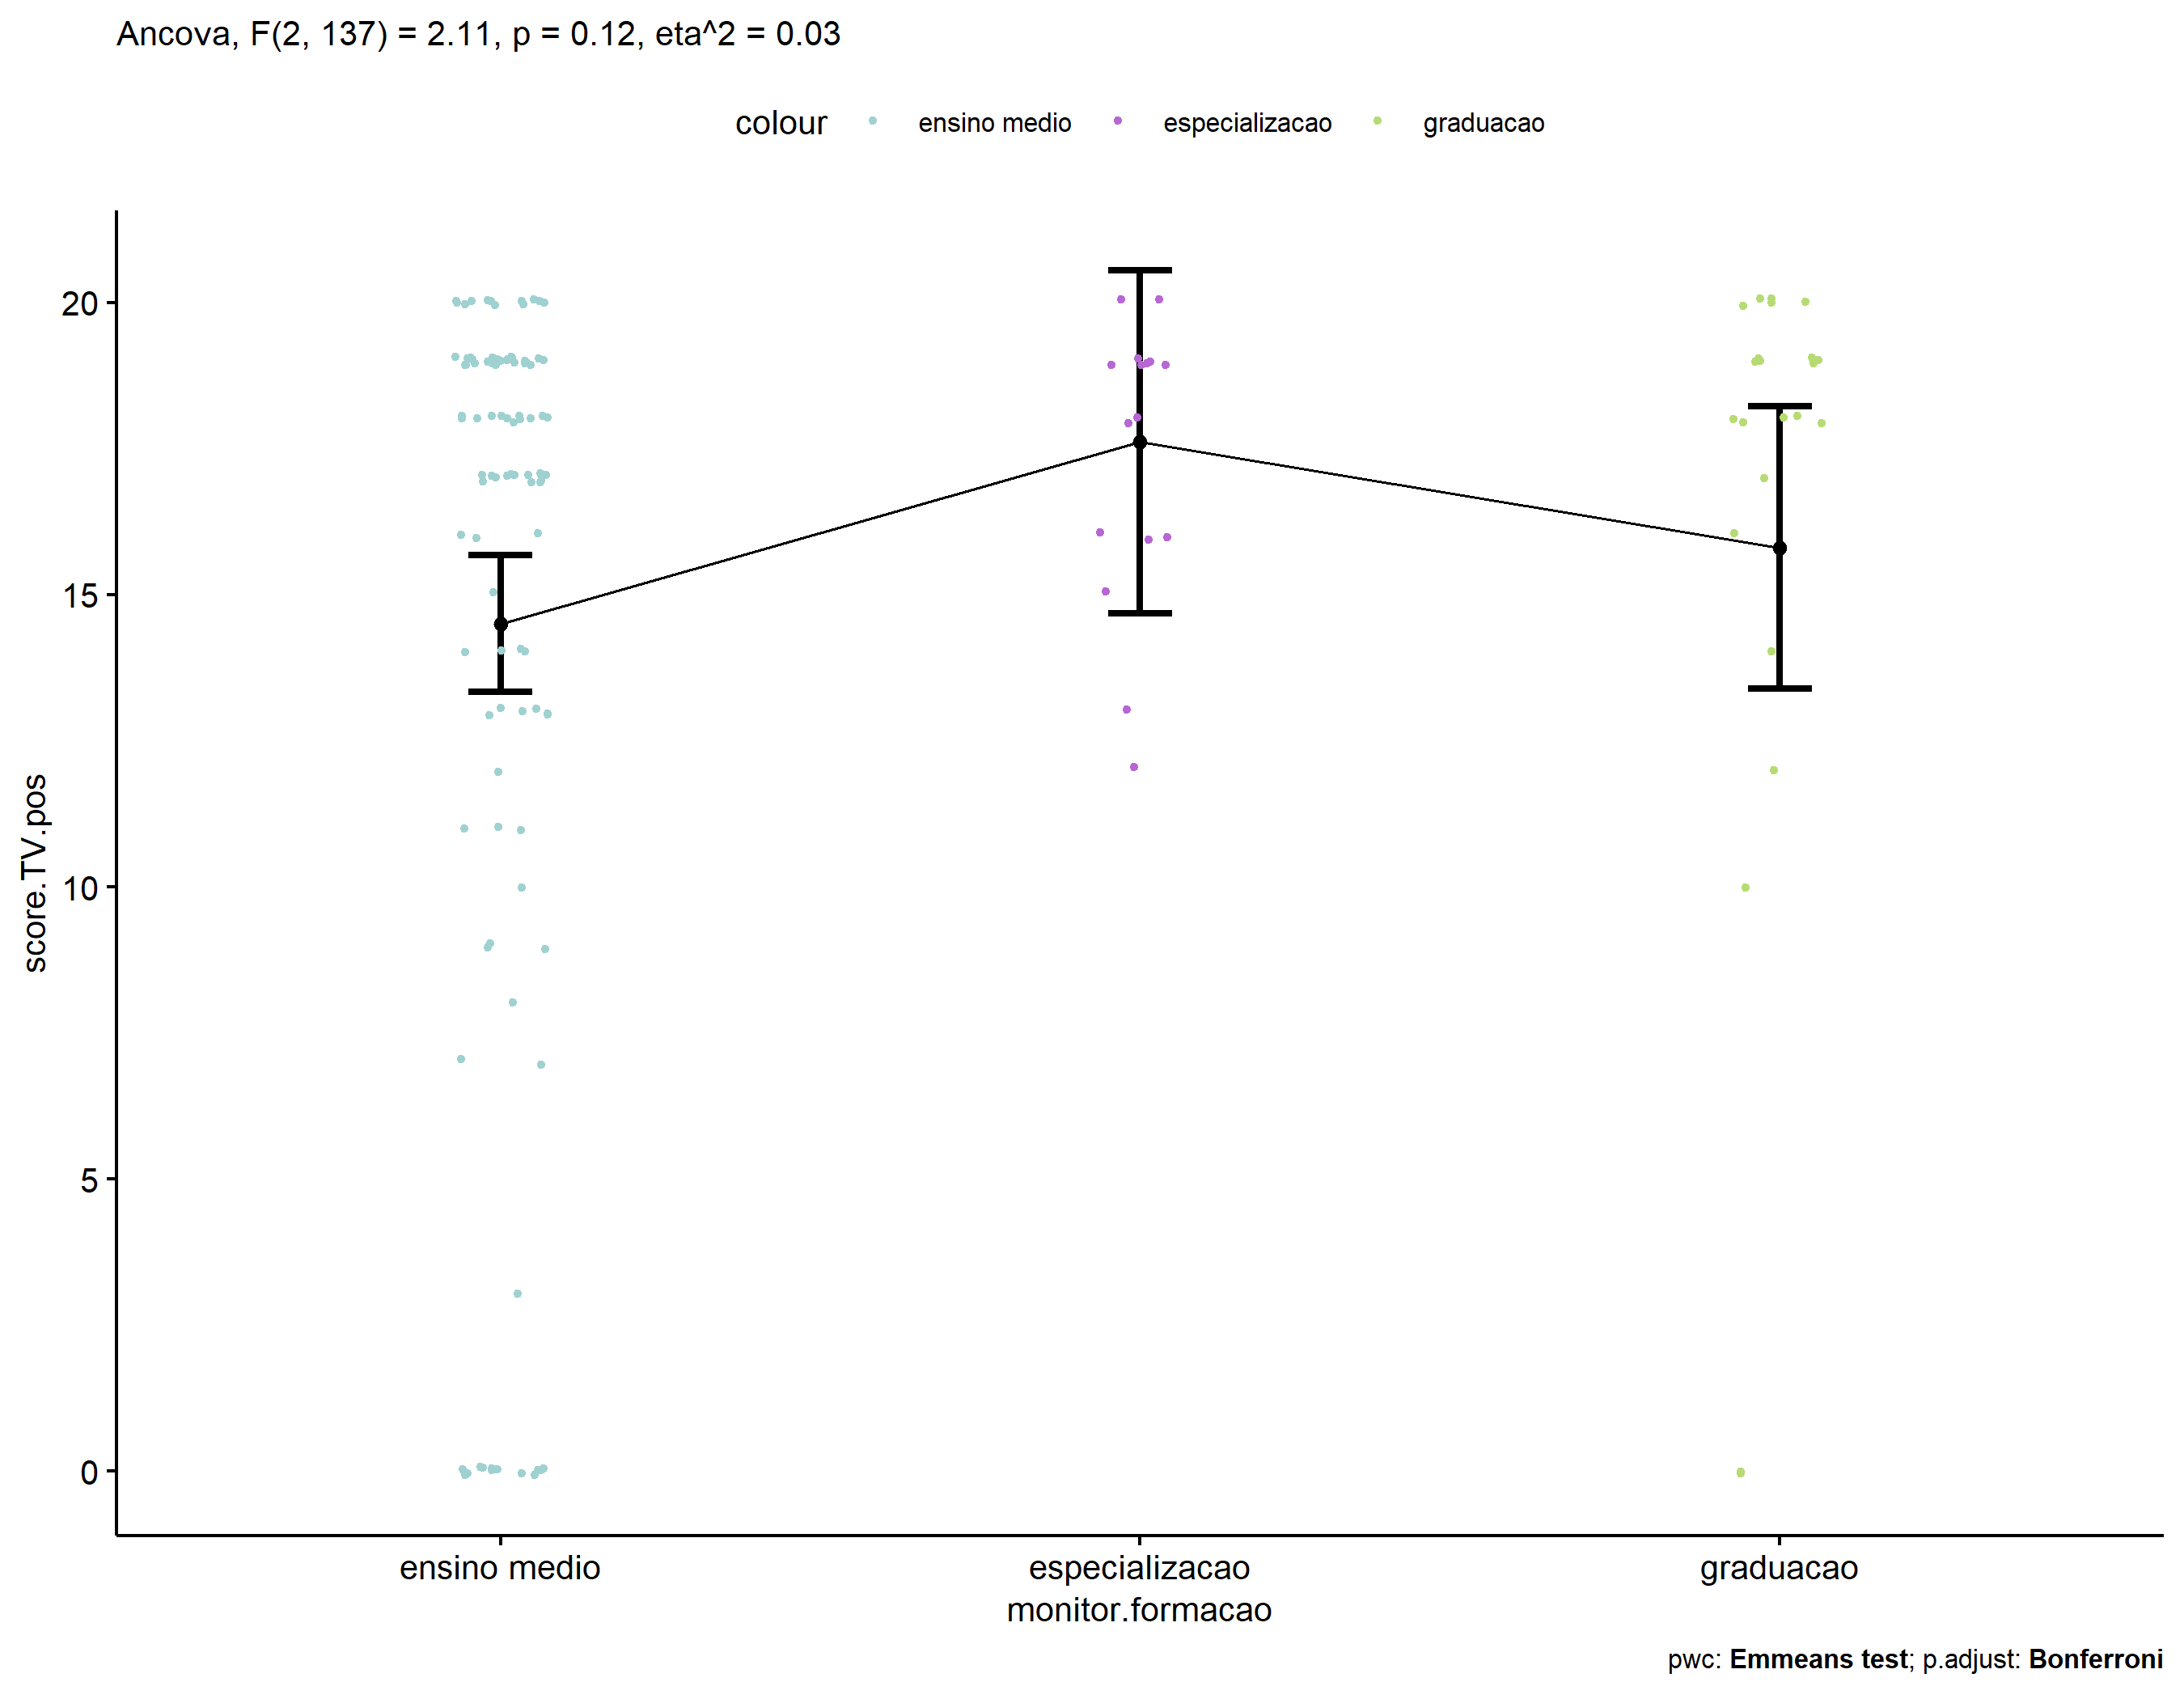 Ancova, F(2, 137) = 2.11, p = 0.12, eta^2 = 0.03
colour ensino medio especializacao graduacao
score.TV.pos
20
15
10
5
0
ensino medio especializacao graduacao
monitor.formacao
pwc: Emmeans test; p.adjust: Bonferroni